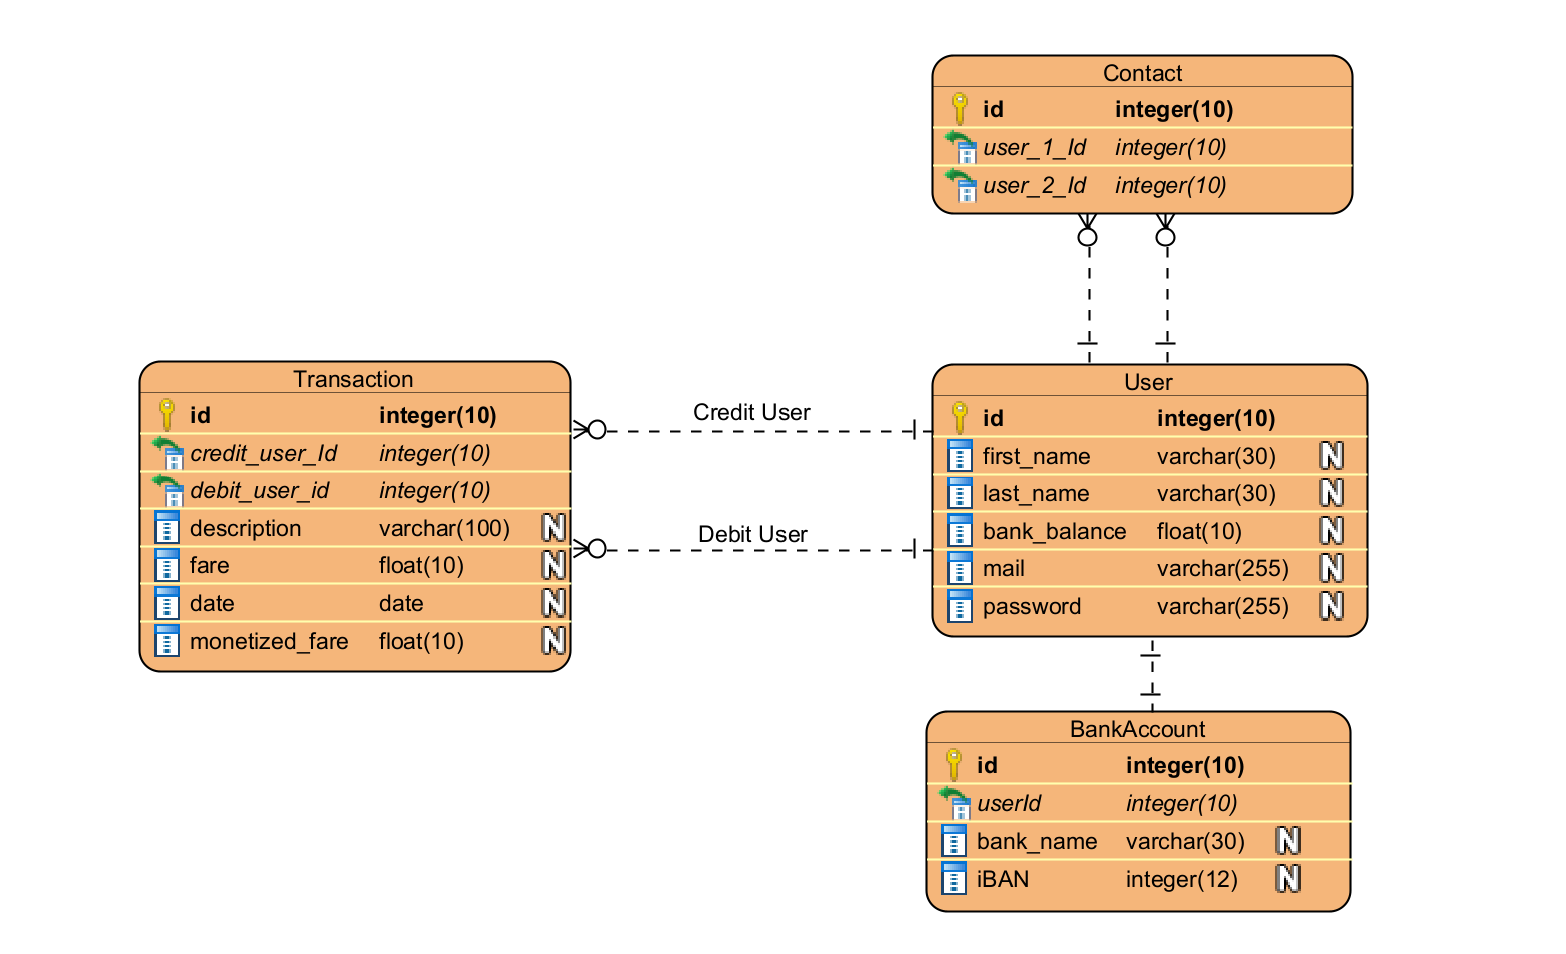 Contact
id integer(10)
user_1_Id integer(10)
user_2_Id integer(10)
Transaction
id integer(10)
credit_user_Id integer(10)
debit_user_id integer(10)
description varchar(100) N
fare float(10) N
date date N
monetized_fare float(10) N
Credit User
Debit User
User
id integer(10)
first_name varchar(30) N
last_name varchar(30) N
bank_balance float(10) N
mail varchar(255) N
password varchar(255) N
BankAccount
id integer(10)
userId integer(10)
bank_name varchar(30) N
iBAN integer(12) N